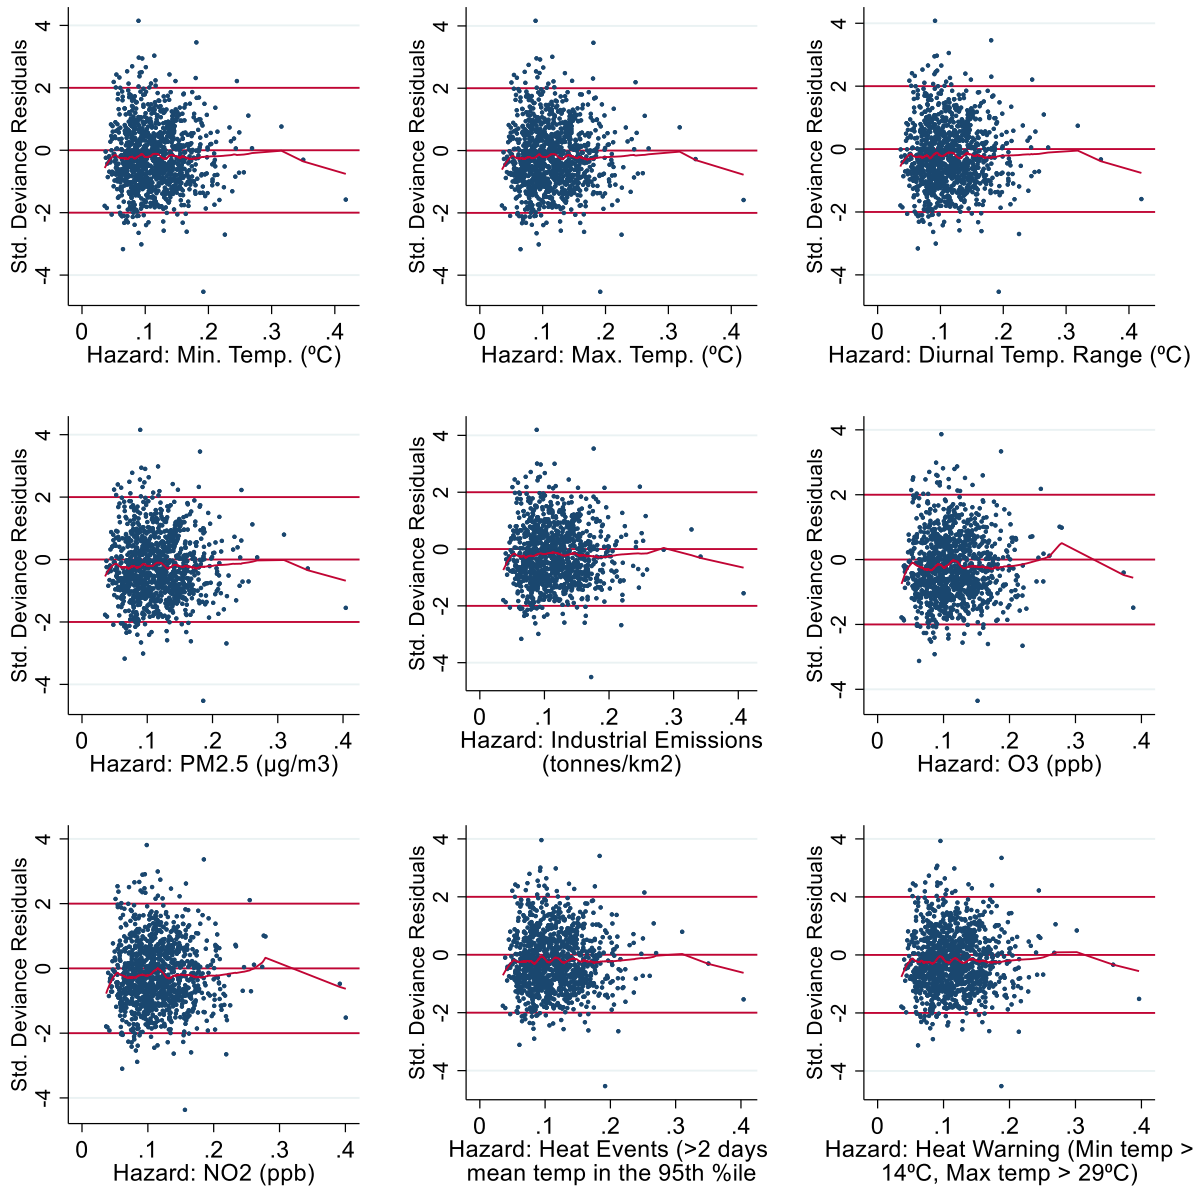 Std. Deviance Residuals
4
2
0
-2
-4
0 .1 .2 .3 .4
Hazard: Min. Temp. (ºC)
Std. Deviance Residuals
4
2
0
-2
-4
0 .1 .2 .3 .4
Hazard: Max. Temp. (ºC)
Std. Deviance Residuals
4
2
0
-2
-4
0 .1 .2 .3 .4
Hazard: Diurnal Temp. Range (ºC)
Std. Deviance Residuals
4
2
0
-2
-4
0 .1 .2 .3 .4
Hazard: PM2.5 (µg/m3)
Std. Deviance Residuals
4
2
0
-2
-4
0 .1 .2 .3 .4
Hazard: Industrial Emissions
(tonnes/km2)
Std. Deviance Residuals
4
2
0
-2
-4
0 .1 .2 .3 .4
Hazard: O3 (ppb)
Std. Deviance Residuals
4
2
0
-2
-4
0 .1 .2 .3 .4
Hazard: NO2 (ppb)
Std. Deviance Residuals
4
2
0
-2
-4
0 .1 .2 .3 .4
Hazard: Heat Events (>2 days
mean temp in the 95th %ile
Std. Deviance Residuals
4
2
0
-2
-4
0 .1 .2 .3 .4
Hazard: Heat Warning (Min temp >
14ºC, Max temp > 29ºC)